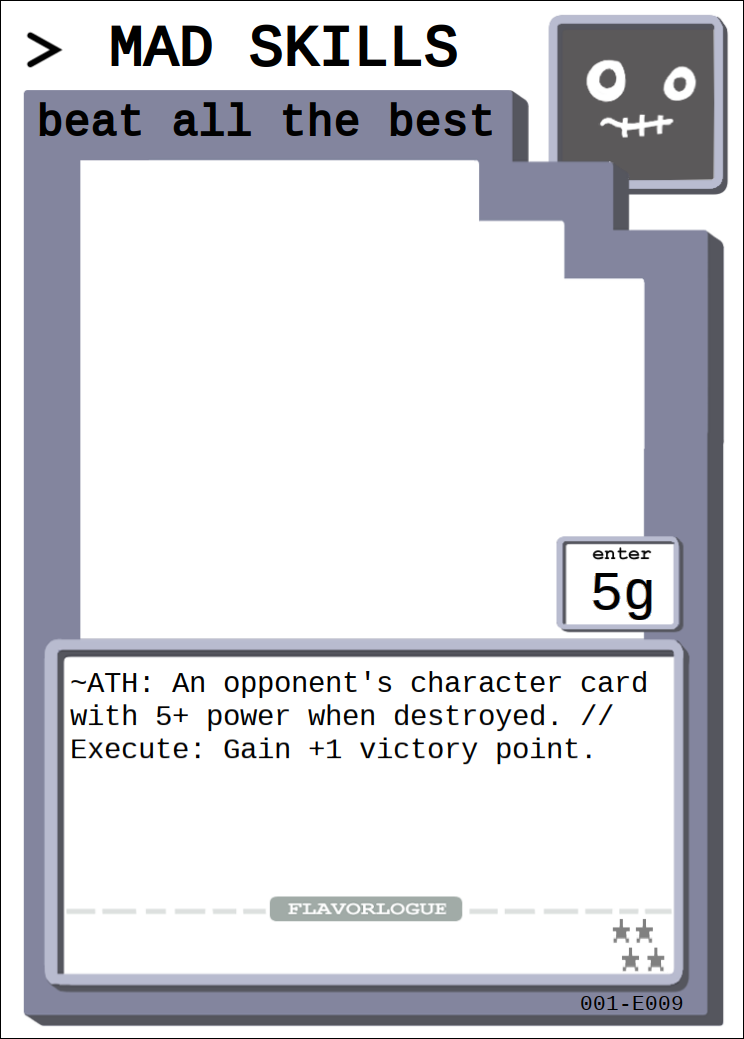 > MAD SKILLS
beat all the best
enter
5g
~ATH: An opponent's character card
with 5+ power when destroyed. //
Execute: Gain +1 victory point.
FLAVORLOGUE
001-E009